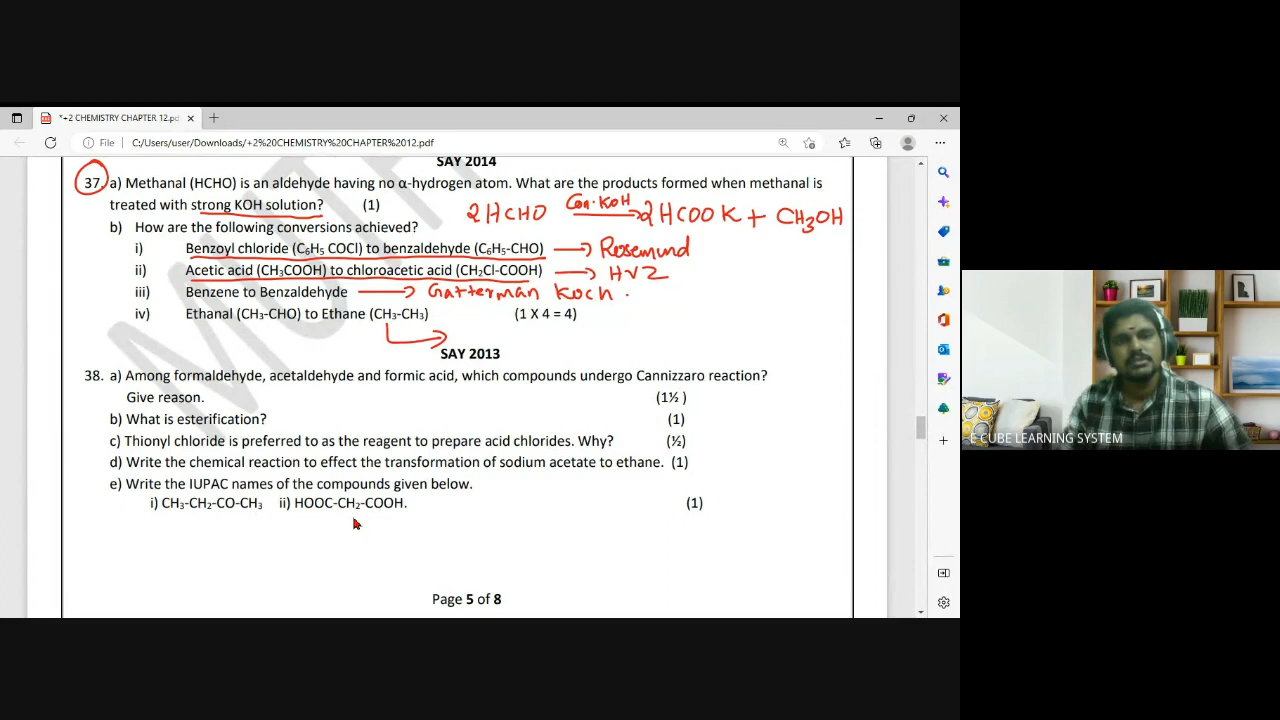 *+2 CHEMISTRY CHAPTER 12.pd
File
C:/Users/user/Downloads/+2%20CHEMISTRY%20CHAPTER%2012.pdf
SAY 2014
37. a) Methanal (HCHO) is an aldehyde having no α-hydrogen atom. What are the products formed when methanal is
treated with strong KOH solution? (1)
2HCHO Con·KOH 2HCOOK + CH₃OH
b) How are the following conversions achieved?
i) Benzoyl chloride (C₆H₅ COCl) to benzaldehyde (C₆H₅-CHO) → Rosemund
ii) Acetic acid (CH₃COOH) to chloroacetic acid (CH₂Cl-COOH) → HVZ
iii) Benzene to Benzaldehyde → Gatterman Koch .
iv) Ethanal (CH₃-CHO) to Ethane (CH₃-CH₃) (1 X 4 = 4)
SAY 2013
38. a) Among formaldehyde, acetaldehyde and formic acid, which compounds undergo Cannizzaro reaction?
Give reason. (1½ )
b) What is esterification? (1)
c) Thionyl chloride is preferred to as the reagent to prepare acid chlorides. Why? (½)
d) Write the chemical reaction to effect the transformation of sodium acetate to ethane. (1)
e) Write the IUPAC names of the compounds given below.
i) CH₃-CH₂-CO-CH₃ ii) HOOC-CH₂-COOH. (1)
Page 5 of 8
E CUBE LEARNING SYSTEM